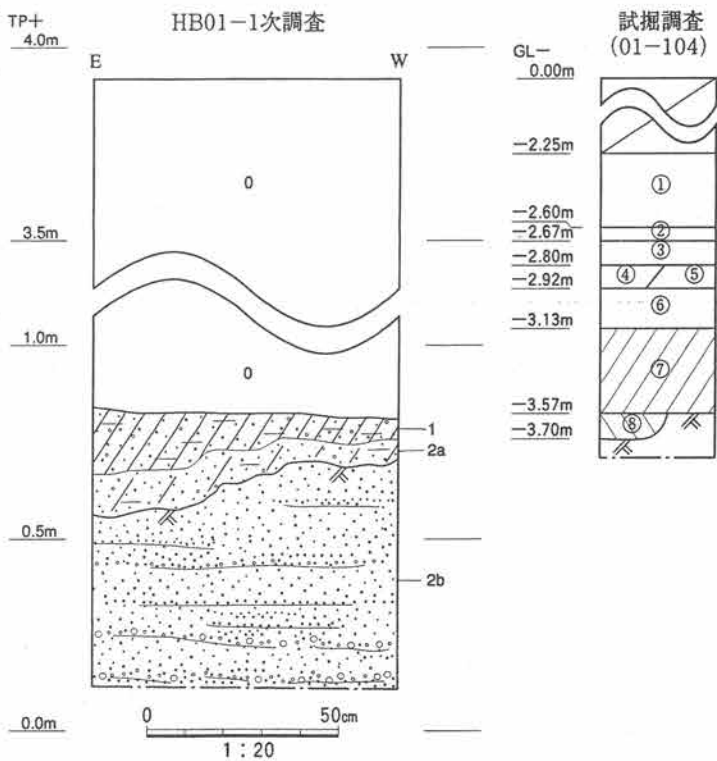 HB01-1次調査
TP+
4.0m
E
W
0
3.5m
1.0m
0
1
2a
0.5m
2b
0.0m
0 50cm
1:20
試掘調査
(01-104)
GL-
0.00m
-2.25m
①
-2.60m
②
-2.67m
③
-2.80m
④ ⑤
-2.92m
⑥
-3.13m
⑦
-3.57m
⑧
-3.70m